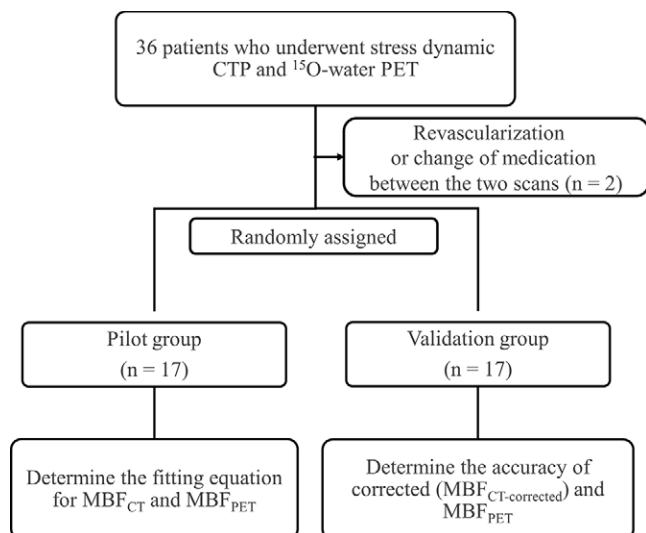 36 patients who underwent stress dynamic
CTP and ¹⁵O-water PET
Revascularization
or change of medication
between the two scans (n = 2)
Randomly assigned
Pilot group
(n = 17)
Validation group
(n = 17)
Determine the fitting equation
for MBF_CT and MBF_PET
Determine the accuracy of
corrected (MBF_CT-corrected) and
MBF_PET